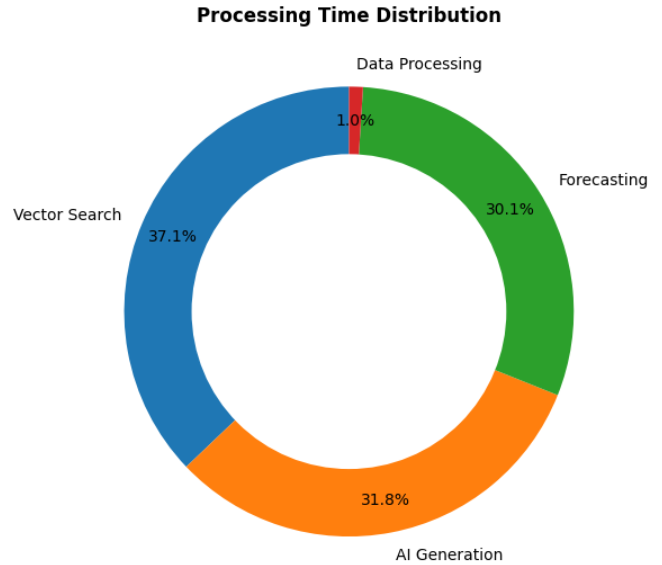 Processing Time Distribution
Data Processing
1.0%
Forecasting
30.1%
Vector Search
37.1%
31.8%
AI Generation